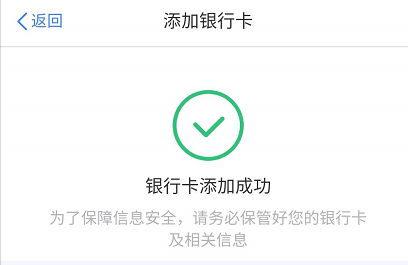 返回
添加银行卡
银行卡添加成功
为了保障信息安全，请务必保管好您的银行卡
及相关信息